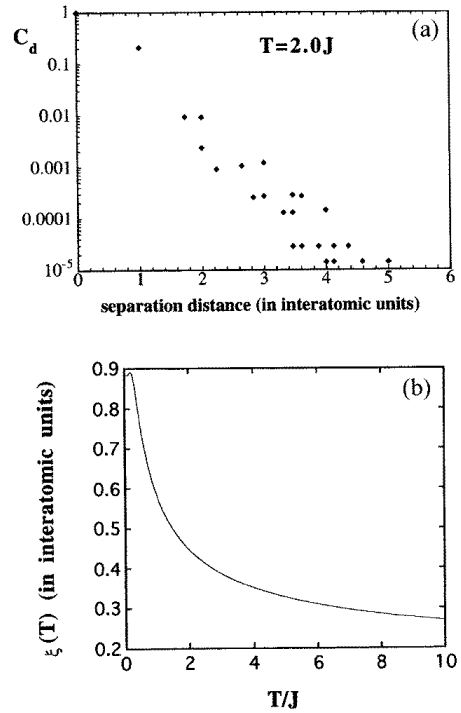 C_d
1
0.1
0.01
0.001
0.0001
10^-5
T=2.0J
(a)
0 1 2 3 4 5 6
separation distance (in interatomic units)
ξ(T) (in interatomic units)
0.9
0.8
0.7
0.6
0.5
0.4
0.3
0.2
(b)
0 2 4 6 8 10
T/J